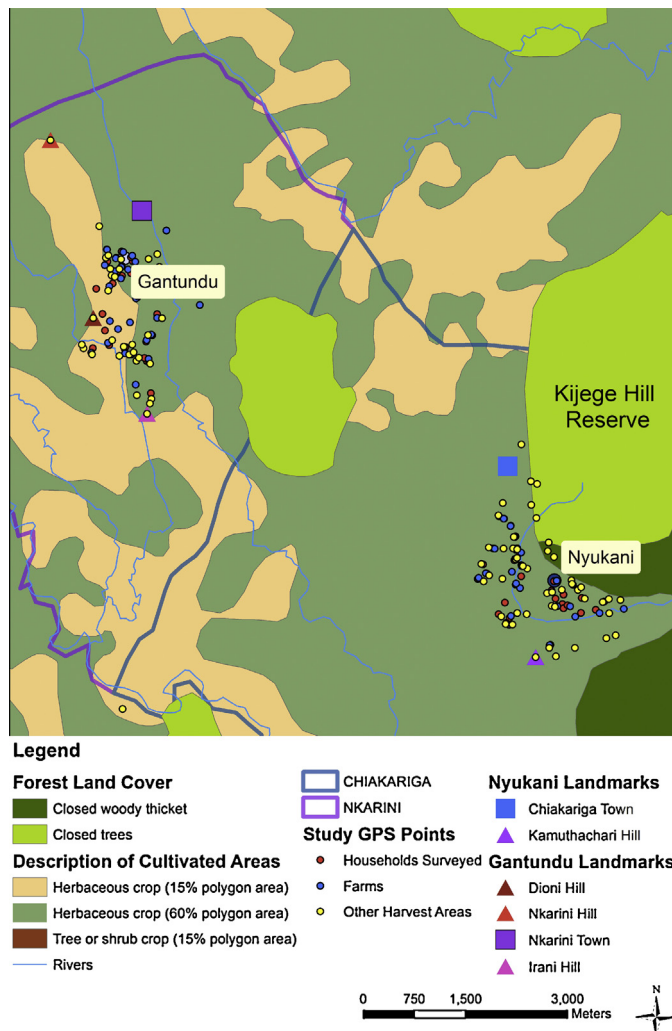 Gantundu
Kijege Hill
Reserve
Nyukani
Legend
Forest Land Cover
Closed woody thicket
Closed trees
Description of Cultivated Areas
Herbaceous crop (15% polygon area)
Herbaceous crop (60% polygon area)
Tree or shrub crop (15% polygon area)
Rivers
CHIAKARIGA
NKARINI
Study GPS Points
Households Surveyed
Farms
Other Harvest Areas
Nyukani Landmarks
Chiakariga Town
Kamuthachari Hill
Gantundu Landmarks
Dioni Hill
Nkarini Hill
Nkarini Town
Irani Hill
0 750 1,500 3,000
Meters
N